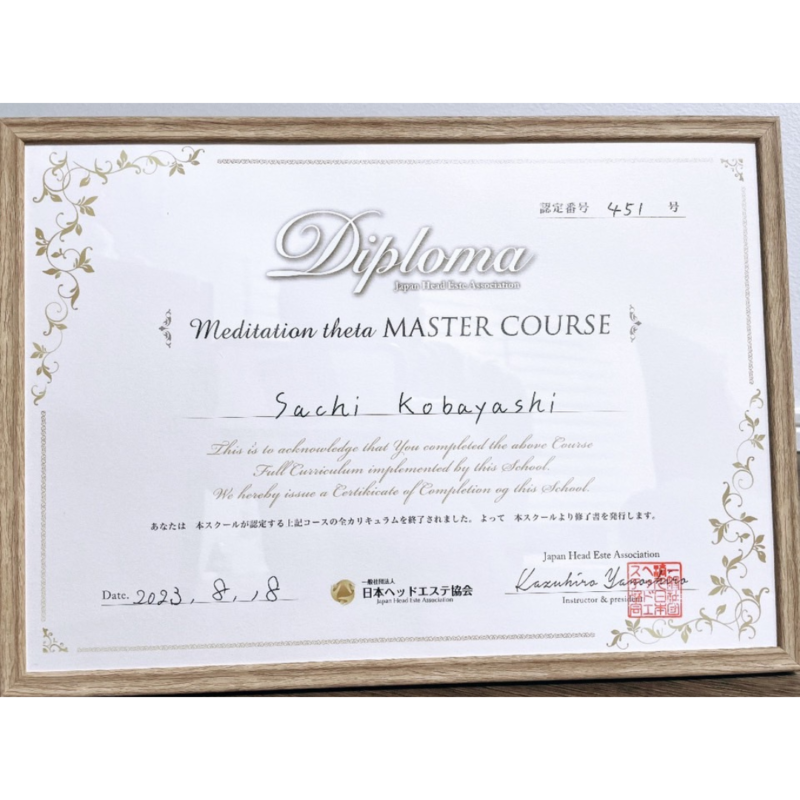 認定番号 451 号
Diploma
Japan Head Este Association
Meditation theta MASTER COURSE
Sachi Kobayashi
This is to acknowledge that You completed the above Course
Full Curriculum implemented by this School.
We hereby issue a Certikicate of Completion og this School.
あなたは 本スクールが認定する上記コースの全カリキュラムを終了されました。よって 本スクールより修了書を発行します。
Japan Head Este Association
Date. 2023. 8. 18
一般社団法人
日本ヘッドエステ協会
Japan Head Este Association
Kazuhiro
Instructor & president